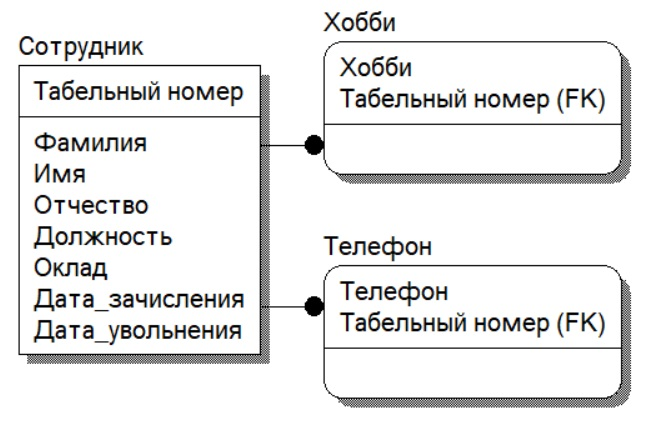 Сотрудник
Табельный номер
Фамилия
Имя
Отчество
Должность
Оклад
Дата_зачисления
Дата_увольнения
Хобби
Хобби
Табельный номер (FK)
Телефон
Телефон
Табельный номер (FK)